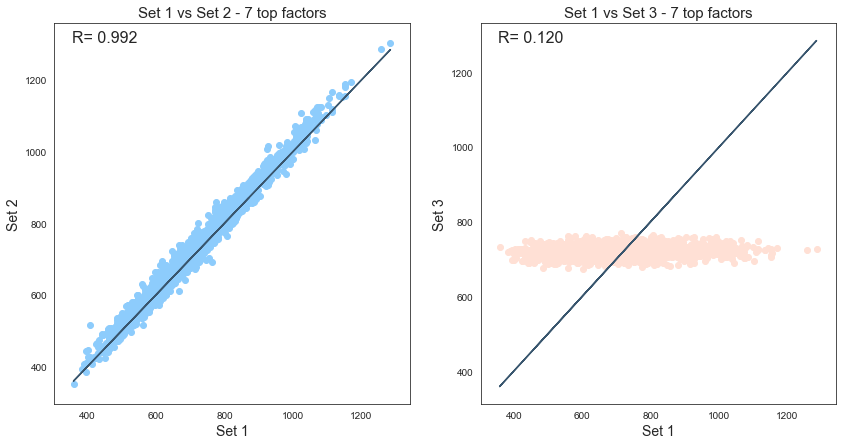 Set 1 vs Set 2 - 7 top factors
R= 0.992
Set 2
1200
1000
800
600
400
400 600 800 1000 1200
Set 1
Set 1 vs Set 3 - 7 top factors
R= 0.120
Set 3
1200
1000
800
600
400
400 600 800 1000 1200
Set 1